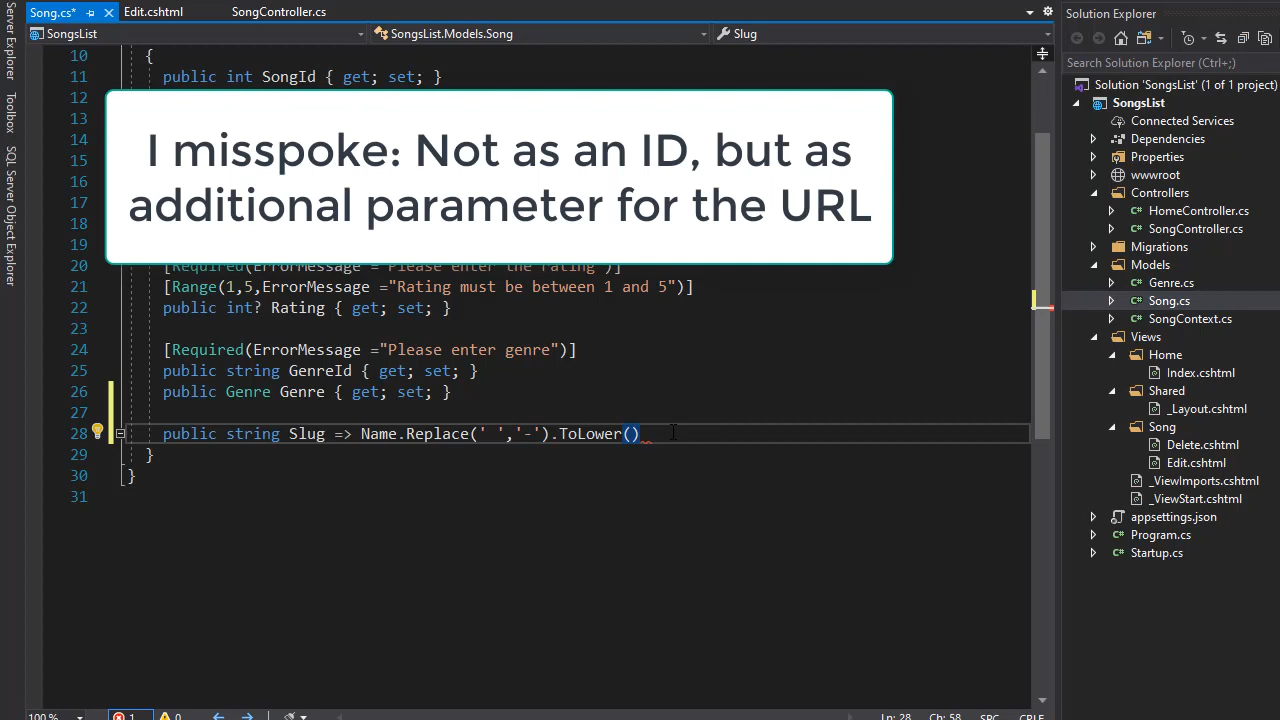 Song.cs*
Edit.cshtml
SongController.cs
SongsList
SongsList.Models.Song
Slug
10 {
11 public int SongId { get; set; }
12
13
14
15
16
17
18
19
I misspoke: Not as an ID, but as
additional parameter for the URL
20 [Required(ErrorMessage ="Please enter the rating")]
21 [Range(1,5,ErrorMessage ="Rating must be between 1 and 5")]
22 public int? Rating { get; set; }
23
24 [Required(ErrorMessage ="Please enter genre")]
25 public string GenreId { get; set; }
26 public Genre Genre { get; set; }
27
28 public string Slug => Name.Replace(' ','-').ToLower()
29 }
30 }
31
100 %
1
0
Ln: 28
Ch: 58
SPC
CRLF
Server Explorer
Toolbox
SQL Server Object Explorer
Solution Explorer
Search Solution Explorer (Ctrl+;)
Solution 'SongsList' (1 of 1 project)
SongsList
Connected Services
Dependencies
Properties
wwwroot
Controllers
C# HomeController.cs
C# SongController.cs
Migrations
Models
C# Genre.cs
C# Song.cs
C# SongContext.cs
Views
Home
Index.cshtml
Shared
_Layout.cshtml
Song
Delete.cshtml
Edit.cshtml
_ViewImports.cshtml
_ViewStart.cshtml
appsettings.json
C# Program.cs
C# Startup.cs